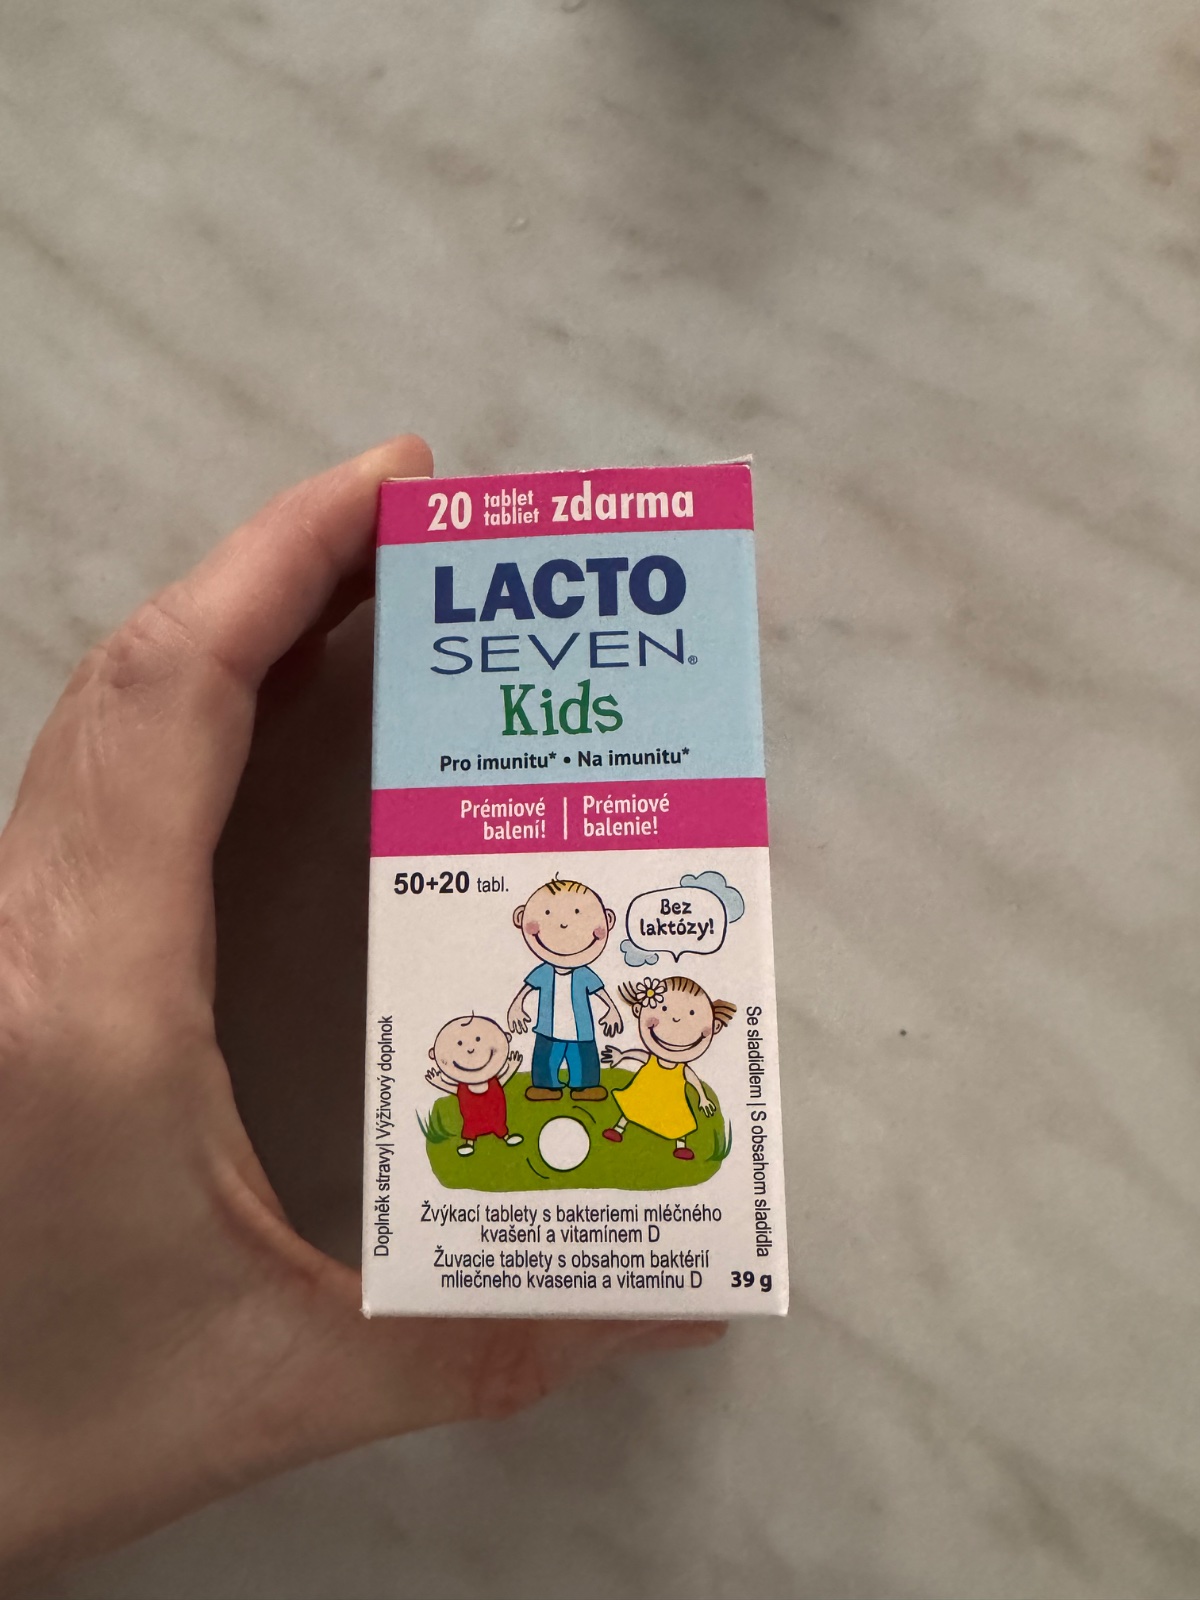 20 tablet
tabliet zdarma
LACTO
SEVEN®
Kids
Pro imunitu* • Na imunitu*
Prémiové
balení!
Prémiové
balenie!
50+20 tabl.
Bez
laktózy!
Doplněk stravy| Výživový doplnok
Se sladidlem | S obsahom sladidla
Žvýkací tablety s bakteriemi mléčného
kvašení a vitamínem D
Žuvacie tablety s obsahom baktérií
mliečneho kvasenia a vitamínu D
39 g